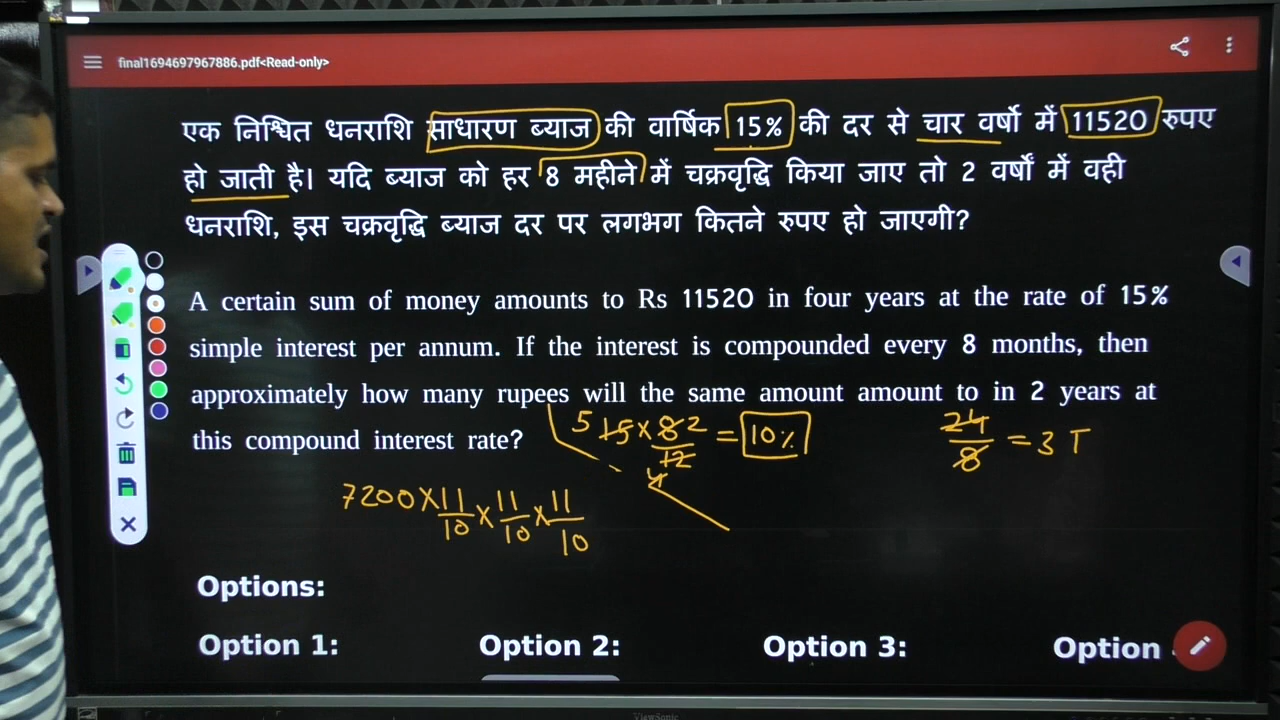 final1694697967886.pdf<Read-only>
एक निश्चित धनराशि साधारण ब्याज की वार्षिक 15% की दर से चार वर्षो में 11520 रुपए
हो जाती है। यदि ब्याज को हर 8 महीने में चक्रवृद्धि किया जाए तो 2 वर्षों में वही
धनराशि, इस चक्रवृद्धि ब्याज दर पर लगभग कितने रुपए हो जाएगी?
A certain sum of money amounts to Rs 11520 in four years at the rate of 15%
simple interest per annum. If the interest is compounded every 8 months, then
approximately how many rupees will the same amount amount to in 2 years at
this compound interest rate?
5 15 × 8 2 / 12 4 = 10%
24 / 8 = 3 T
7200 × 11/10 × 11/10 × 11/10
Options:
Option 1: Option 2: Option 3: Option
ViewSonic